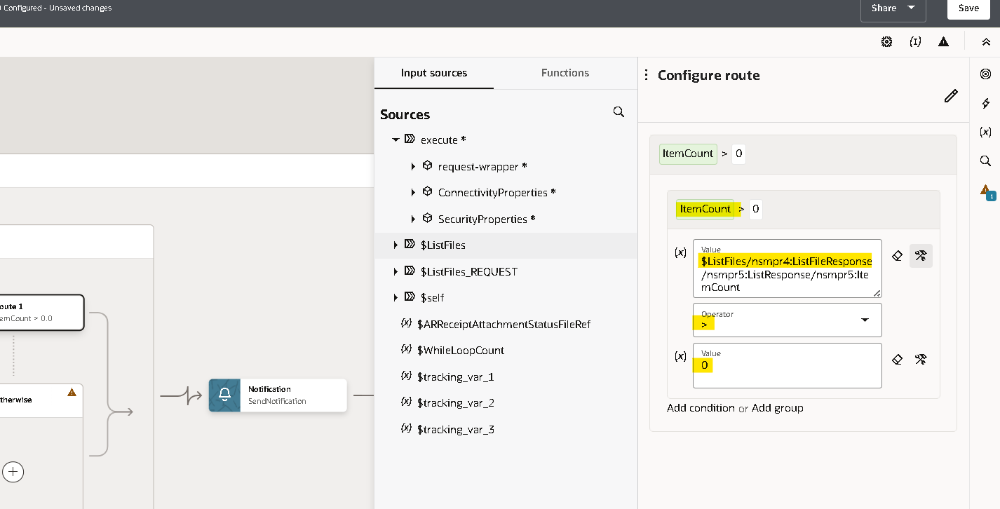 Configured - Unsaved changes
Share
Save
Input sources
Functions
Configure route
Sources
execute *
request-wrapper *
ConnectivityProperties *
SecurityProperties *
$ListFiles
$ListFiles_REQUEST
$self
(x) $ARReceiptAttachmentStatusFileRef
(x) $WhileLoopCount
(x) $tracking_var_1
(x) $tracking_var_2
(x) $tracking_var_3
ItemCount > 0
ItemCount > 0
(x)
Value
$ListFiles/nsmpr4:ListFileResponse
/nsmpr5:ListResponse/nsmpr5:Ite
mCount
Operator
>
(x)
Value
0
Add condition or Add group
oute 1
emCount > 0.0
therwise
Notification
SendNotification
(x)
1